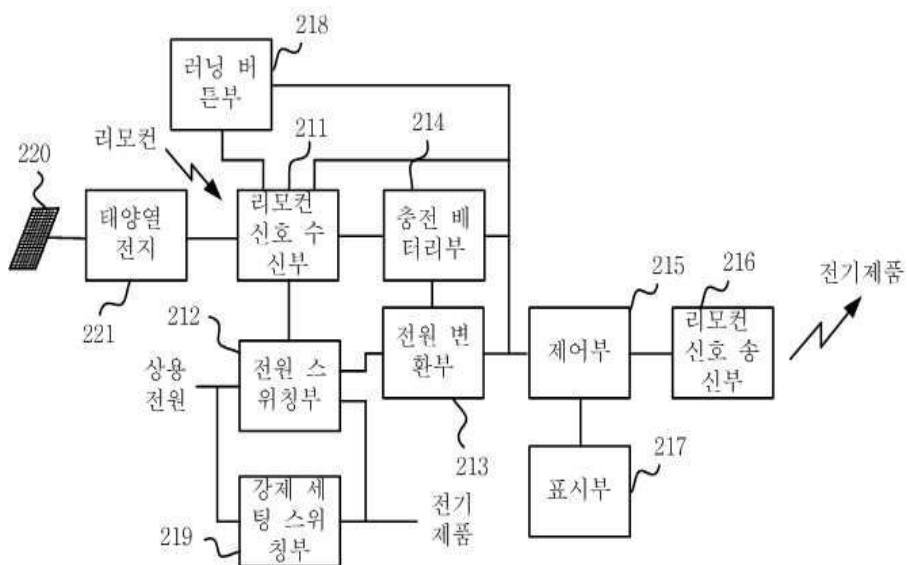 218
러닝 버
튼부
리모컨
211
214
220
태양열
전지
리모컨
신호 수
신부
충전 베
터리부
215
216
전기제품
221
212
상용
전원
전원 스
위칭부
전원 변
환부
제어부
리모컨
신호 송
신부
213
217
219
강제 세
팅 스위
칭부
전기
제품
표시부